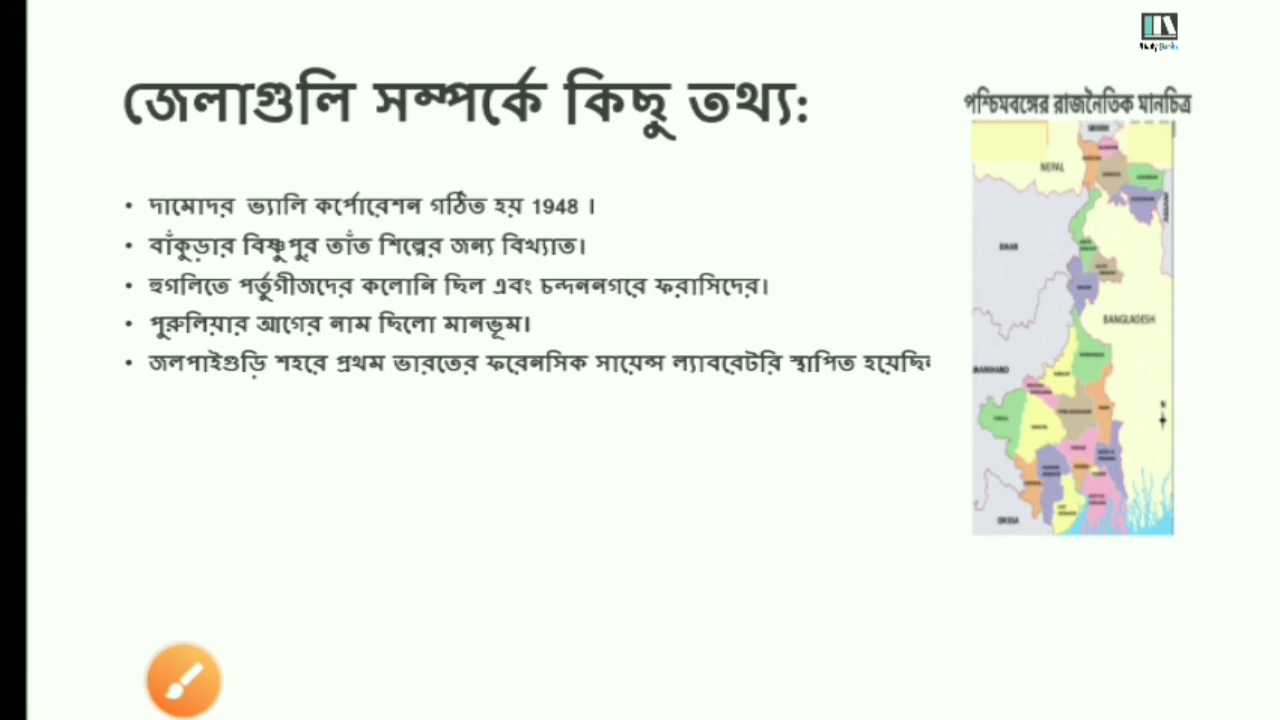 জেলাগুলি সম্পর্কে কিছু তথ্য:
পশ্চিমবঙ্গের রাজনৈতিক মানচিত্র
• দামোদর ভ্যালি কর্পোরেশন গঠিত হয় 1948 ।
• বাঁকুড়ার বিষ্ণুপুর তাঁত শিল্পের জন্য বিখ্যাত।
• হুগলিতে পর্তুগীজদের কলোনি ছিল এবং চন্দননগরে ফরাসিদের।
• পুরুলিয়ার আগের নাম ছিলো মানভূম।
• জলপাইগুড়ি শহরে প্রথম ভারতের ফরেনসিক সায়েন্স ল্যাবরেটরি স্থাপিত হয়েছিল
NEPAL
BIHAR
BANGLADESH
ORISSA